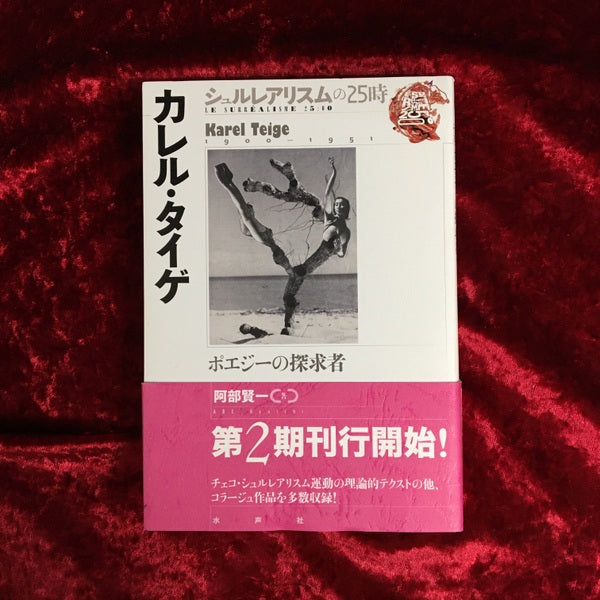 シュルレアリスムの25時
LE SURRÉALISME 25:00
カレル・タイゲ
Karel Teige
1900—1951
ポエジーの探求者
阿部賢一
ABE Kenichi
第2期刊行開始!
チェコ・シュルレアリスム運動の理論的テクストの他、
コラージュ作品を多数収録!
水声社